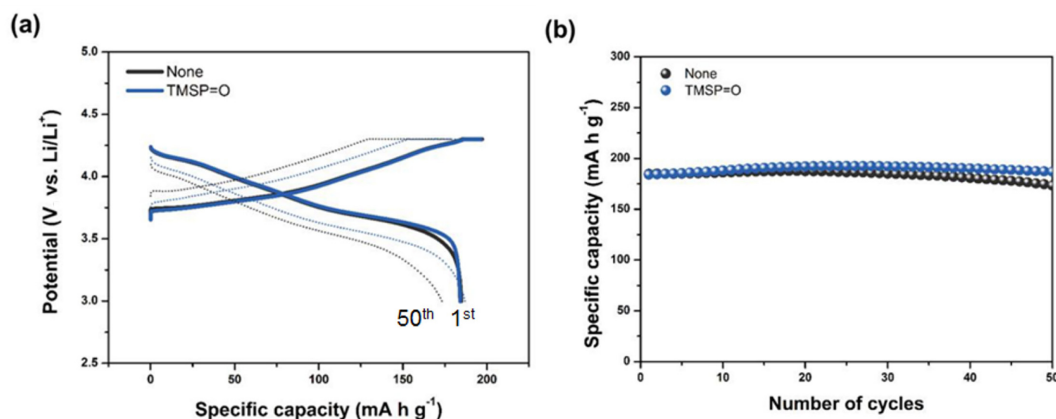 (a)
5.0
4.5
4.0
3.5
3.0
2.5
Potential (V vs. Li/Li⁺)
None
TMSP=O
50ᵗʰ 1ˢᵗ
0 50 100 150 200
Specific capacity (mA h g⁻¹)
(b)
300
250
200
150
100
50
0
Specific capacity (mA h g⁻¹)
None
TMSP=O
0 10 20 30 40 50
Number of cycles